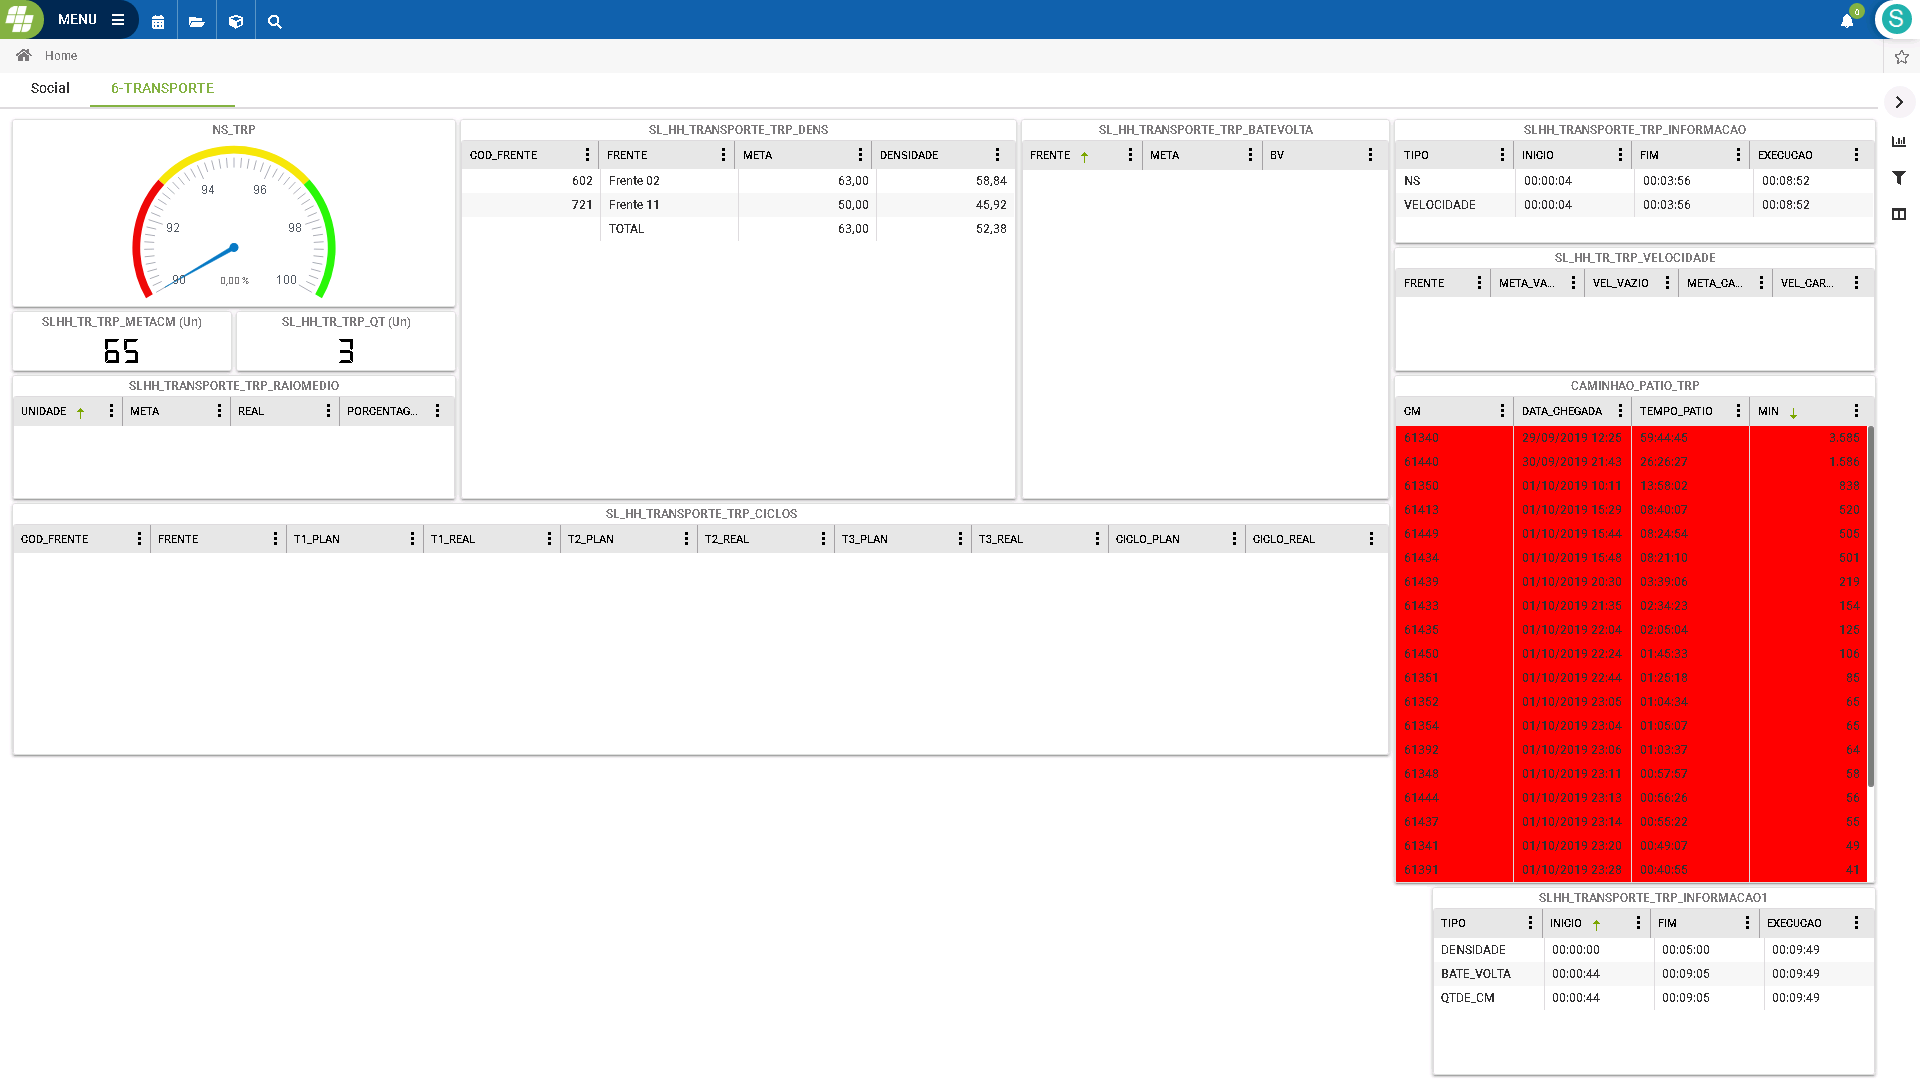 MENU
0
S
Home
Social
6-TRANSPORTE
NS_TRP
94 96
92 98
90 0,00 % 100
SLHH_TR_TRP_METACM (Un)
65
SL_HH_TR_TRP_QT (Un)
3
SLHH_TRANSPORTE_TRP_RAIOMEDIO
UNIDADE META REAL PORCENTAG...
SL_HH_TRANSPORTE_TRP_DENS
COD_FRENTE FRENTE META DENSIDADE
602 Frente 02 63,00 58,84
721 Frente 11 50,00 45,92
TOTAL 63,00 52,38
SL_HH_TRANSPORTE_TRP_BATEVOLTA
FRENTE META BV
SLHH_TRANSPORTE_TRP_INFORMACAO
TIPO INICIO FIM EXECUCAO
NS 00:00:04 00:03:56 00:08:52
VELOCIDADE 00:00:04 00:03:56 00:08:52
SL_HH_TR_TRP_VELOCIDADE
FRENTE META_VA... VEL_VAZIO META_CA... VEL_CAR...
SL_HH_TRANSPORTE_TRP_CICLOS
COD_FRENTE FRENTE T1_PLAN T1_REAL T2_PLAN T2_REAL T3_PLAN T3_REAL CICLO_PLAN CICLO_REAL
CAMINHAO_PATIO_TRP
CM DATA_CHEGADA TEMPO_PATIO MIN
61340 29/09/2019 12:25 59:44:45 3.585
61440 30/09/2019 21:43 26:26:27 1.586
61350 01/10/2019 10:11 13:58:02 838
61413 01/10/2019 15:29 08:40:07 520
61449 01/10/2019 15:44 08:24:54 505
61434 01/10/2019 15:48 08:21:10 501
61439 01/10/2019 20:30 03:39:06 219
61433 01/10/2019 21:35 02:34:23 154
61435 01/10/2019 22:04 02:05:04 125
61450 01/10/2019 22:24 01:45:33 106
61351 01/10/2019 22:44 01:25:18 85
61352 01/10/2019 23:05 01:04:34 65
61354 01/10/2019 23:04 01:05:07 65
61392 01/10/2019 23:06 01:03:37 64
61348 01/10/2019 23:11 00:57:57 58
61444 01/10/2019 23:13 00:56:26 56
61437 01/10/2019 23:14 00:55:22 55
61341 01/10/2019 23:20 00:49:07 49
61391 01/10/2019 23:28 00:40:55 41
SLHH_TRANSPORTE_TRP_INFORMACAO1
TIPO INICIO FIM EXECUCAO
DENSIDADE 00:00:00 00:05:00 00:09:49
BATE_VOLTA 00:00:44 00:09:05 00:09:49
QTDE_CM 00:00:44 00:09:05 00:09:49